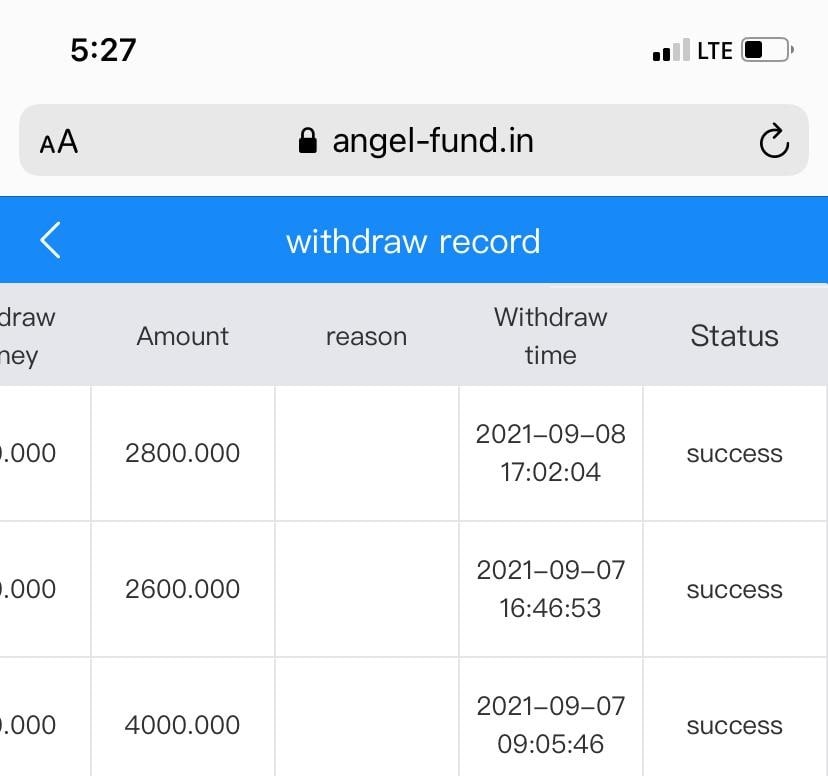 5:27
LTE
AA
angel-fund.in
withdraw record
Amount
reason
Withdraw
time
Status
.000
2800.000
2021-09-08
17:02:04
success
.000
2600.000
2021-09-07
16:46:53
success
.000
4000.000
2021-09-07
09:05:46
success